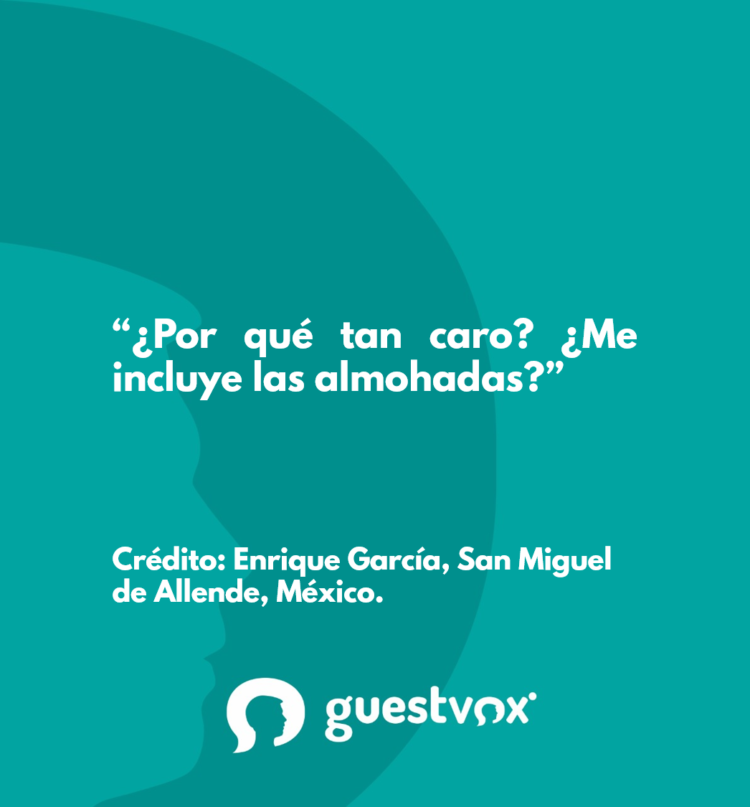 “¿Por qué tan caro? ¿Me
incluye las almohadas?”
Crédito: Enrique García, San Miguel
de Allende, México.
guestvox